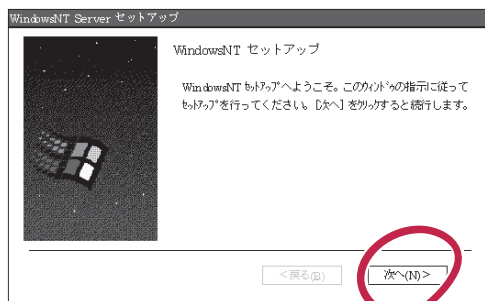 WindowsNT Server セットアップ
WindowsNT セットアップ
WindowsNT ｾｯﾄｱｯﾌﾟへようこそ。このｳｨﾝﾄﾞｳの指示に従って
ｾｯﾄｱｯﾌﾟを行ってください。[次へ] をｸﾘｯｸすると続行します。
<戻る(B)
次へ(N)>